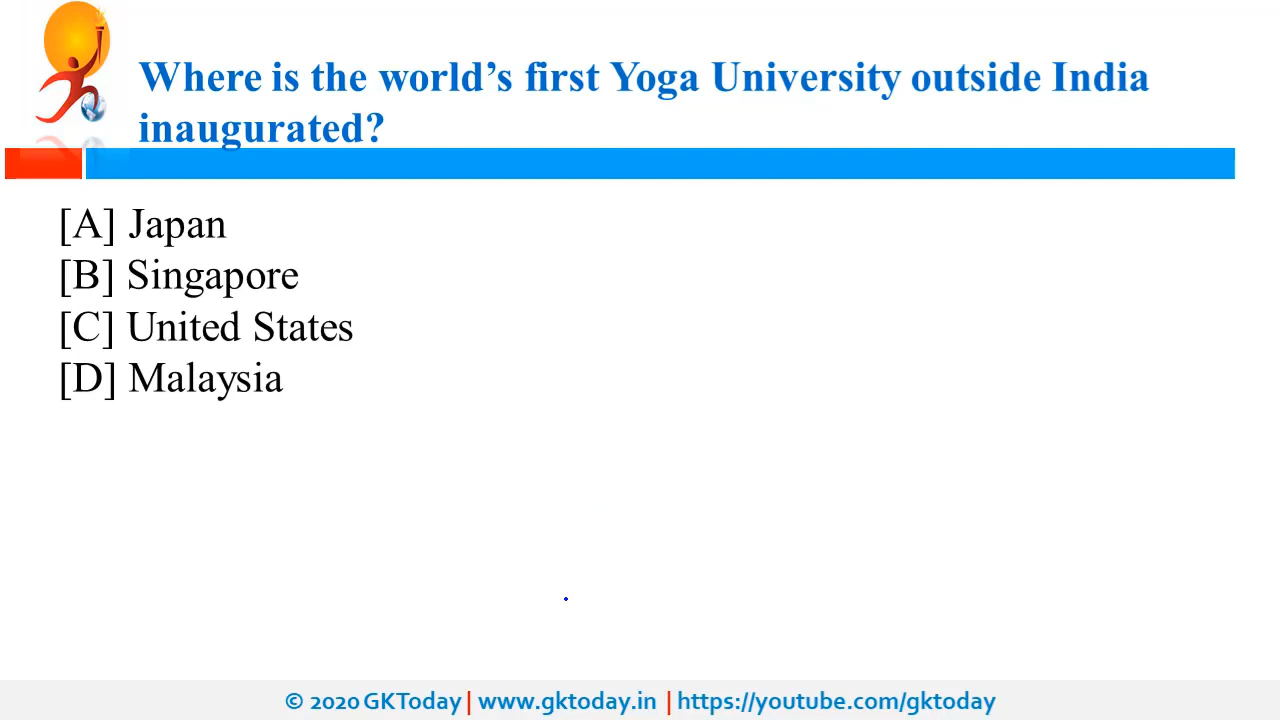 Where is the world’s first Yoga University outside India
inaugurated?
[A] Japan
[B] Singapore
[C] United States
[D] Malaysia
© 2020 GKToday | www.gktoday.in | https://youtube.com/gktoday